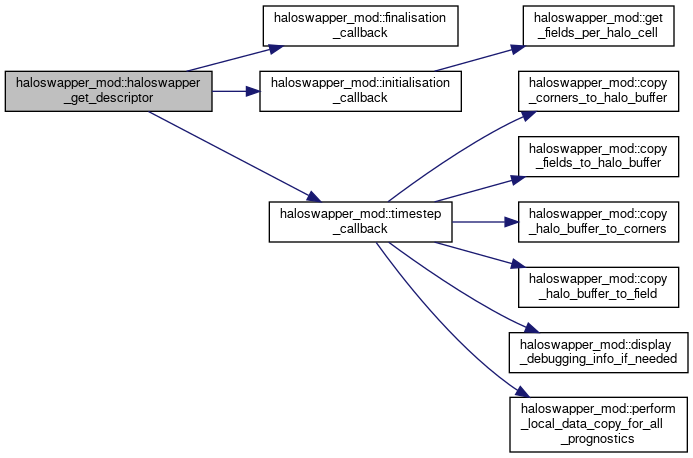 haloswapper_mod::haloswapper
_get_descriptor
haloswapper_mod::finalisation
_callback
haloswapper_mod::initialisation
_callback
haloswapper_mod::get
_fields_per_halo_cell
haloswapper_mod::timestep
_callback
haloswapper_mod::copy
_corners_to_halo_buffer
haloswapper_mod::copy
_fields_to_halo_buffer
haloswapper_mod::copy
_halo_buffer_to_corners
haloswapper_mod::copy
_halo_buffer_to_field
haloswapper_mod::display
_debugging_info_if_needed
haloswapper_mod::perform
_local_data_copy_for_all
_prognostics